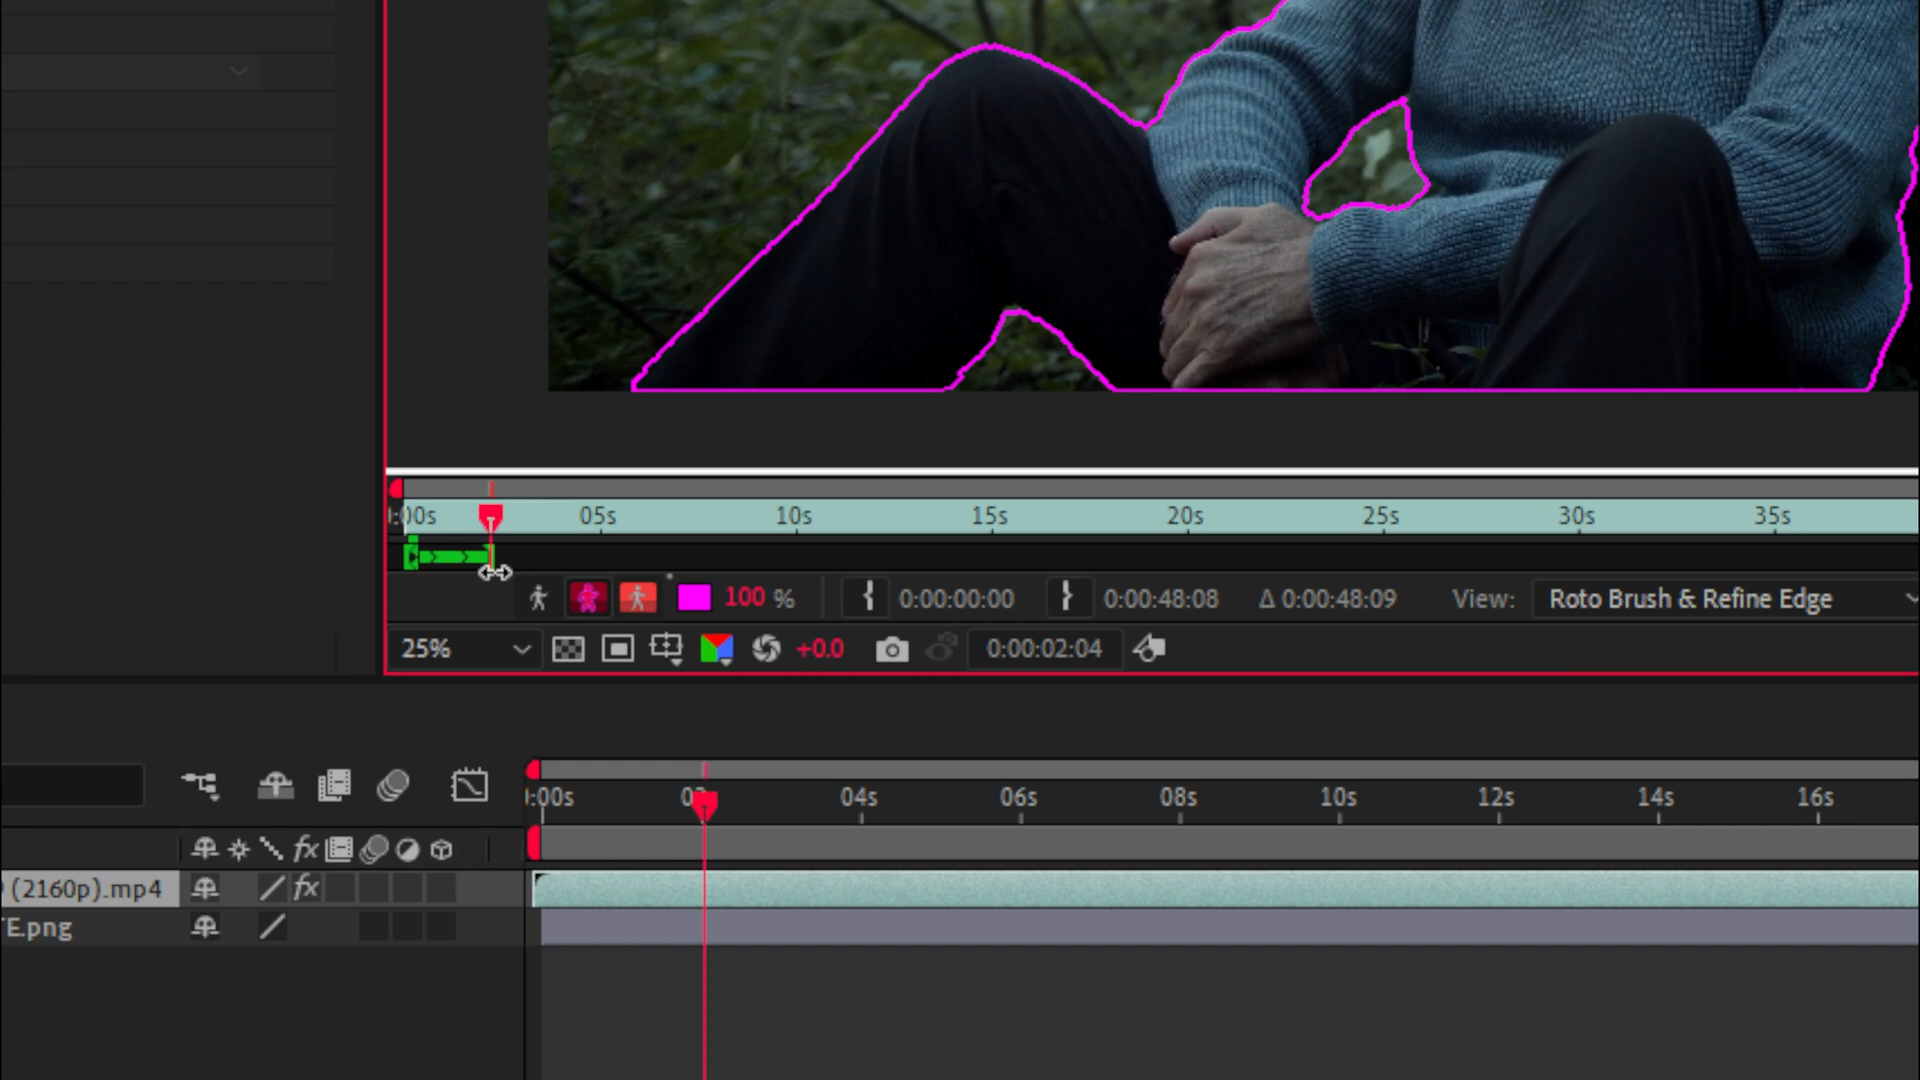 :00s 05s 10s 15s 20s 25s 30s 35s
100 % 0:00:00:00 0:00:48:08 Δ 0:00:48:09 View: Roto Brush & Refine Edge
25% +0.0 0:00:02:04
:00s 04s 06s 08s 10s 12s 14s 16s
fx
(2160p).mp4 fx
E.png